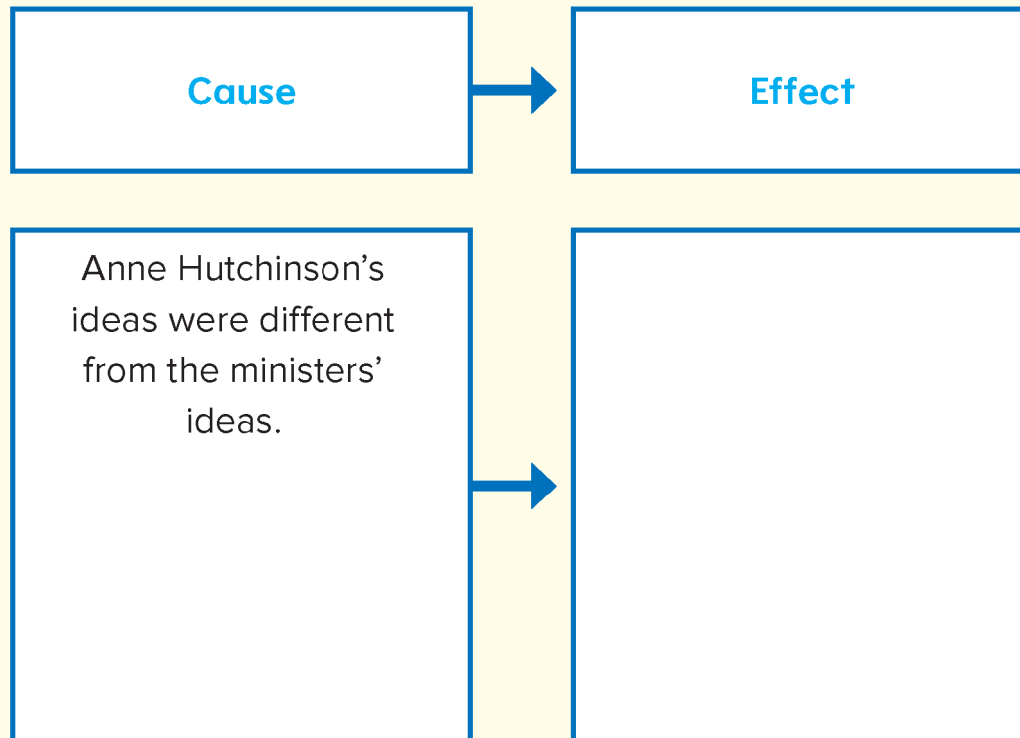 Cause
Effect
Anne Hutchinson’s
ideas were different
from the ministers’
ideas.